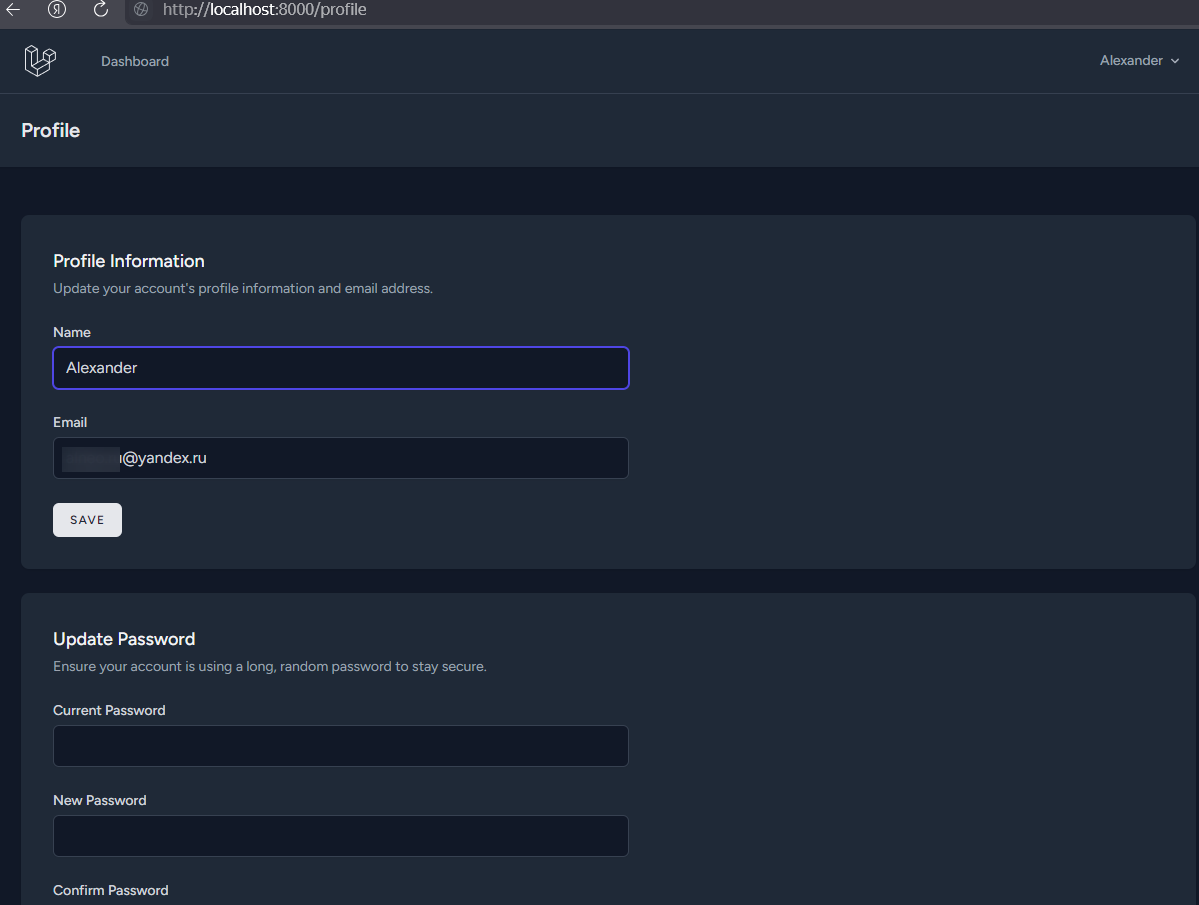 http://localhost:8000/profile
Dashboard
Alexander
Profile
Profile Information
Update your account's profile information and email address.
Name
Alexander
Email
@yandex.ru
SAVE
Update Password
Ensure your account is using a long, random password to stay secure.
Current Password
New Password
Confirm Password